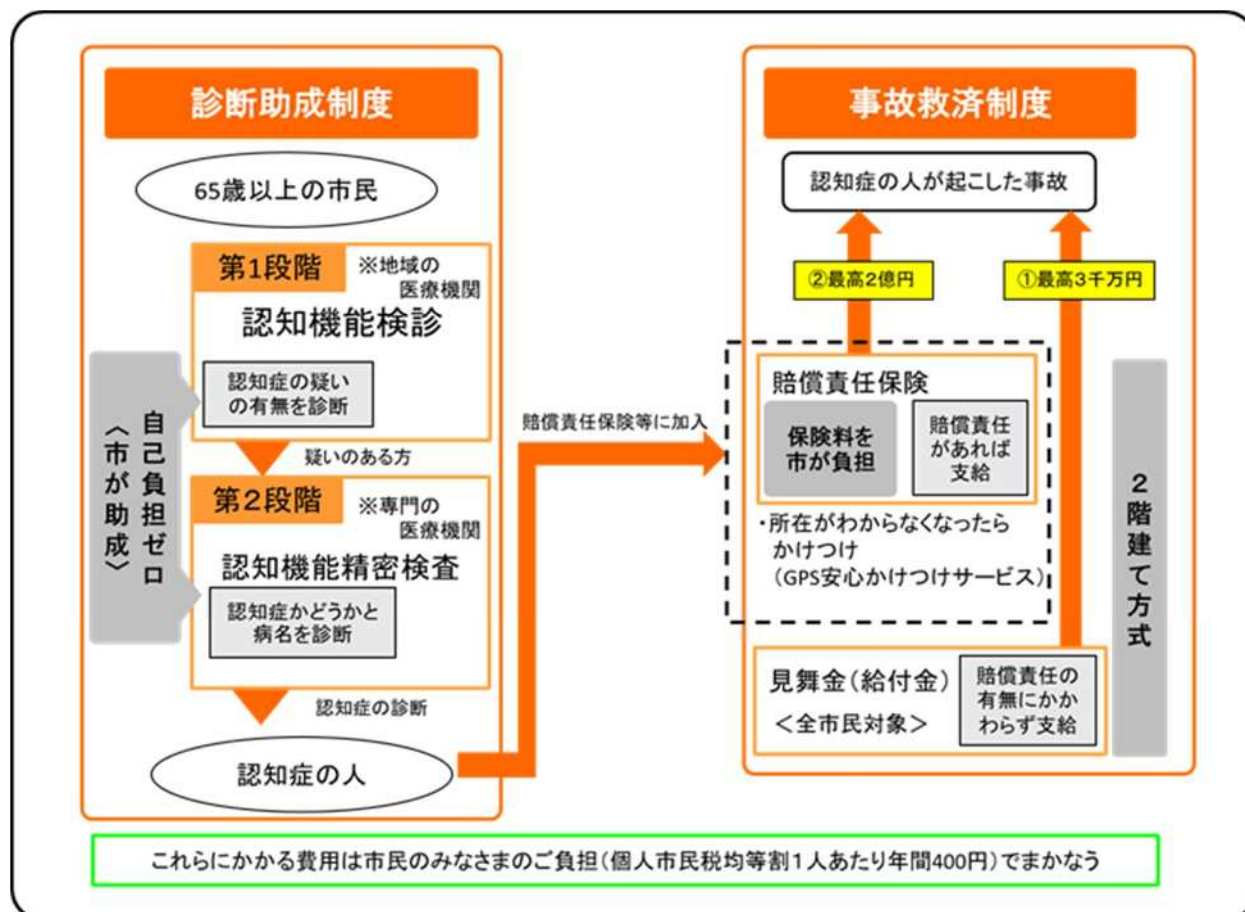 診断助成制度
65歳以上の市民
第1段階
※地域の
医療機関
認知機能検診
認知症の疑い
の有無を診断
疑いのある方
第2段階
※専門の
医療機関
認知機能精密検査
認知症かどうかと
病名を診断
自己負担ゼロ
〈市が助成〉
認知症の診断
認知症の人
賠償責任保険等に加入
事故救済制度
認知症の人が起こした事故
②最高2億円
①最高3千万円
賠償責任保険
保険料を
市が負担
賠償責任
があれば
支給
・所在がわからなくなったら
かけつけ
(GPS安心かけつけサービス)
見舞金(給付金)
<全市民対象>
賠償責任の
有無にかか
わらず支給
2階建て方式
これらにかかる費用は市民のみなさまのご負担(個人市民税均等割1人あたり年間400円)でまかなう